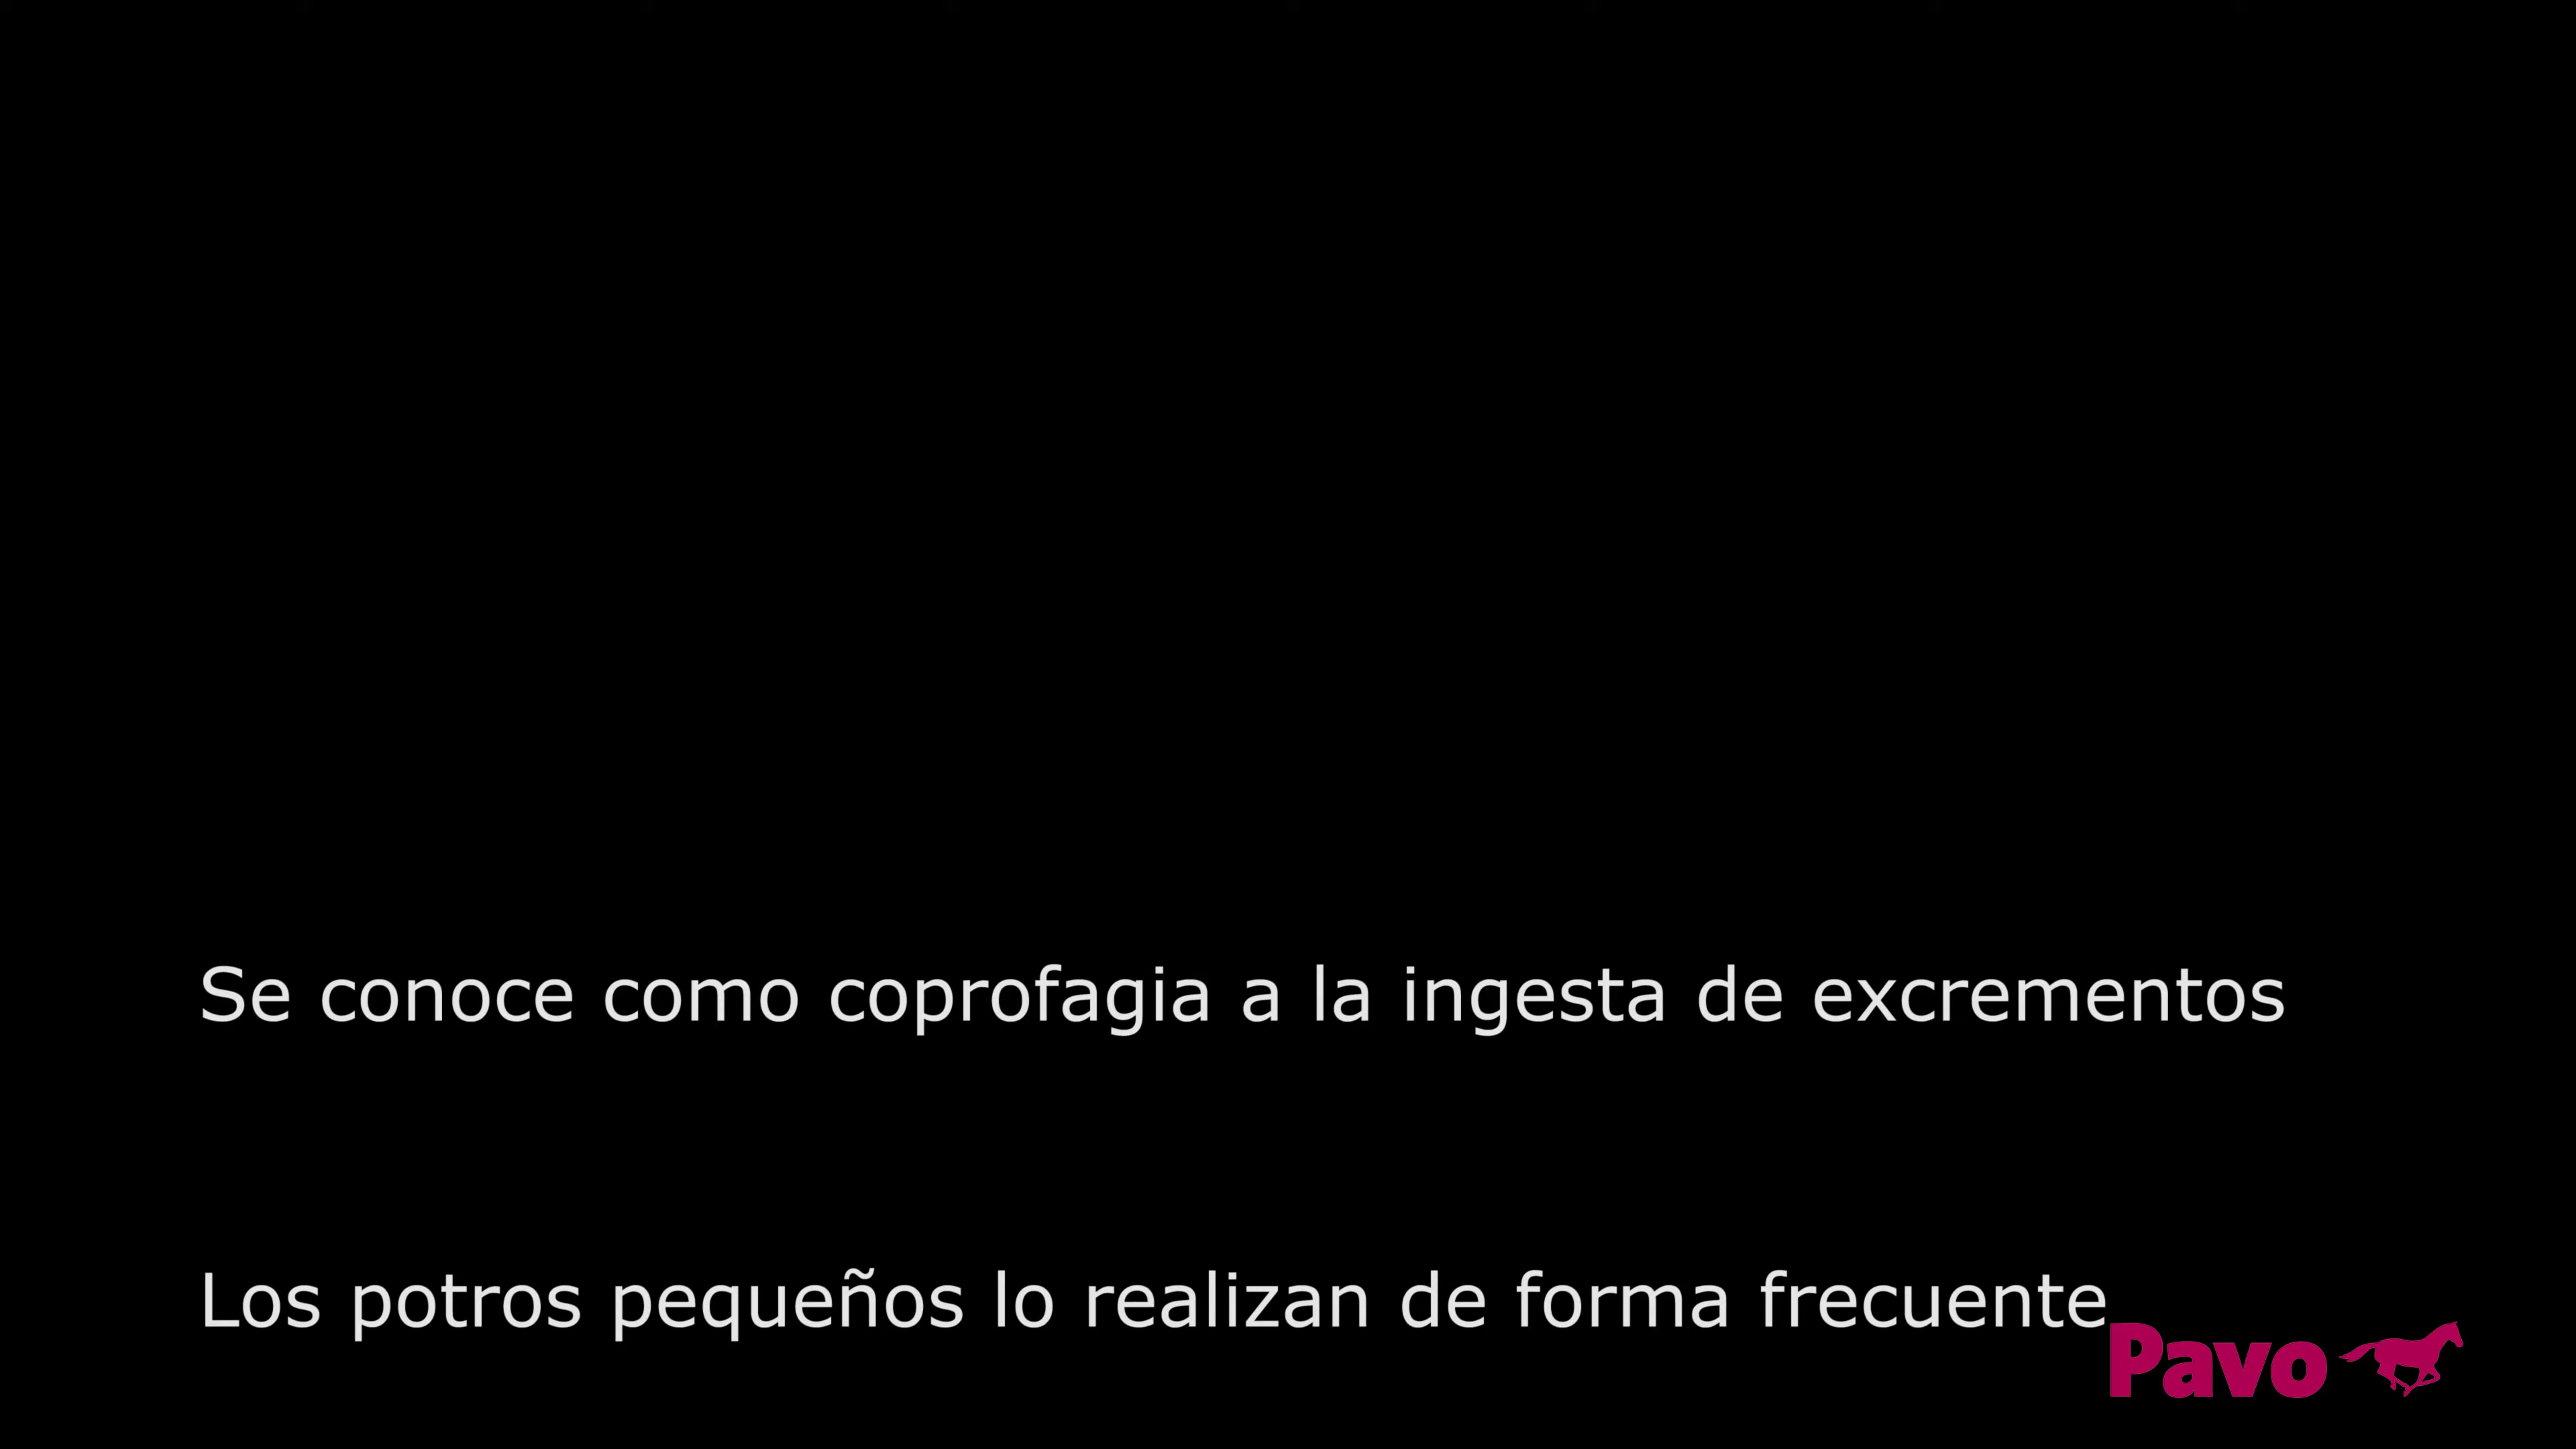 Se conoce como coprofagia a la ingesta de excrementos
Los potros pequeños lo realizan de forma frecuente
Pavo